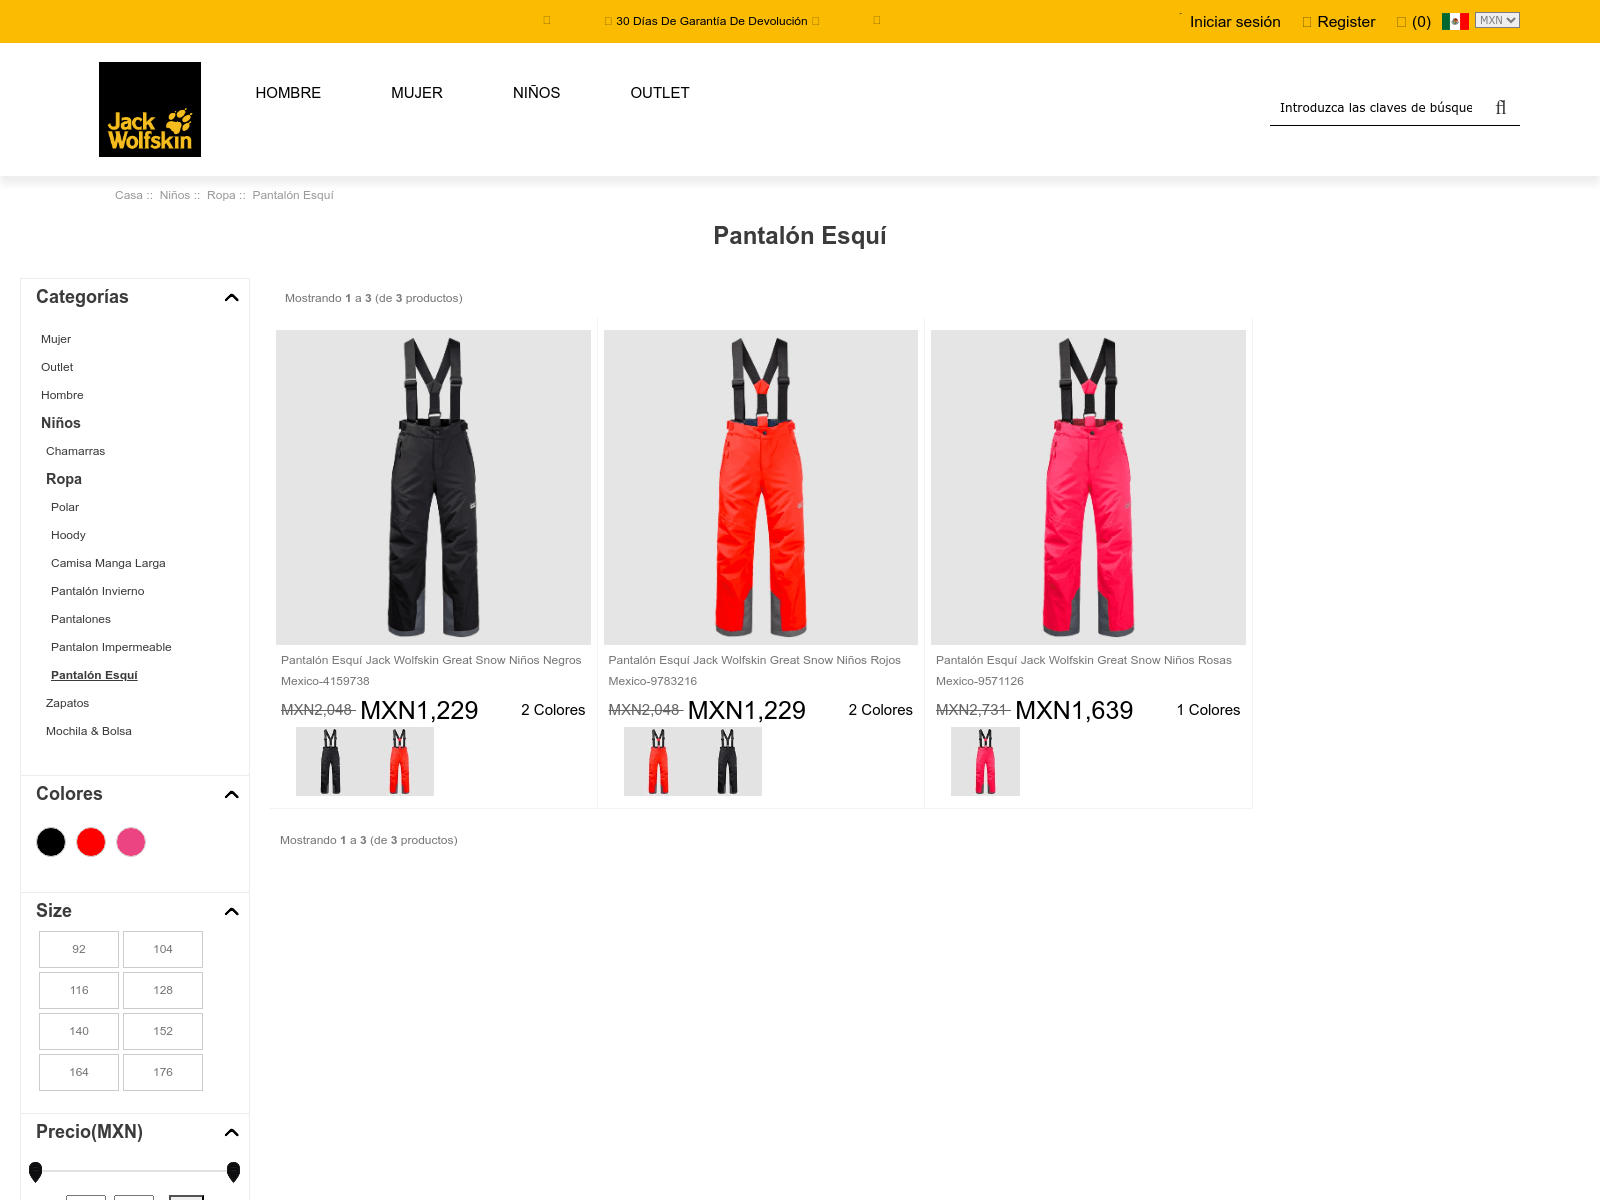 30 Días De Garantía De Devolución
Iniciar sesión
Register
(0)
MXN
Jack
Wolfskin
HOMBRE
MUJER
NIÑOS
OUTLET
Introduzca las claves de búsque
Casa :: Niños :: Ropa :: Pantalón Esquí
Pantalón Esquí
Categorías
Mujer
Outlet
Hombre
Niños
Chamarras
Ropa
Polar
Hoody
Camisa Manga Larga
Pantalón Invierno
Pantalones
Pantalon Impermeable
Pantalón Esquí
Zapatos
Mochila & Bolsa
Colores
Size
92
104
116
128
140
152
164
176
Precio(MXN)
Mostrando 1 a 3 (de 3 productos)
Pantalón Esquí Jack Wolfskin Great Snow Niños Negros
Mexico-4159738
MXN2,048 MXN1,229
2 Colores
Pantalón Esquí Jack Wolfskin Great Snow Niños Rojos
Mexico-9783216
MXN2,048 MXN1,229
2 Colores
Pantalón Esquí Jack Wolfskin Great Snow Niños Rosas
Mexico-9571126
MXN2,731 MXN1,639
1 Colores
Mostrando 1 a 3 (de 3 productos)